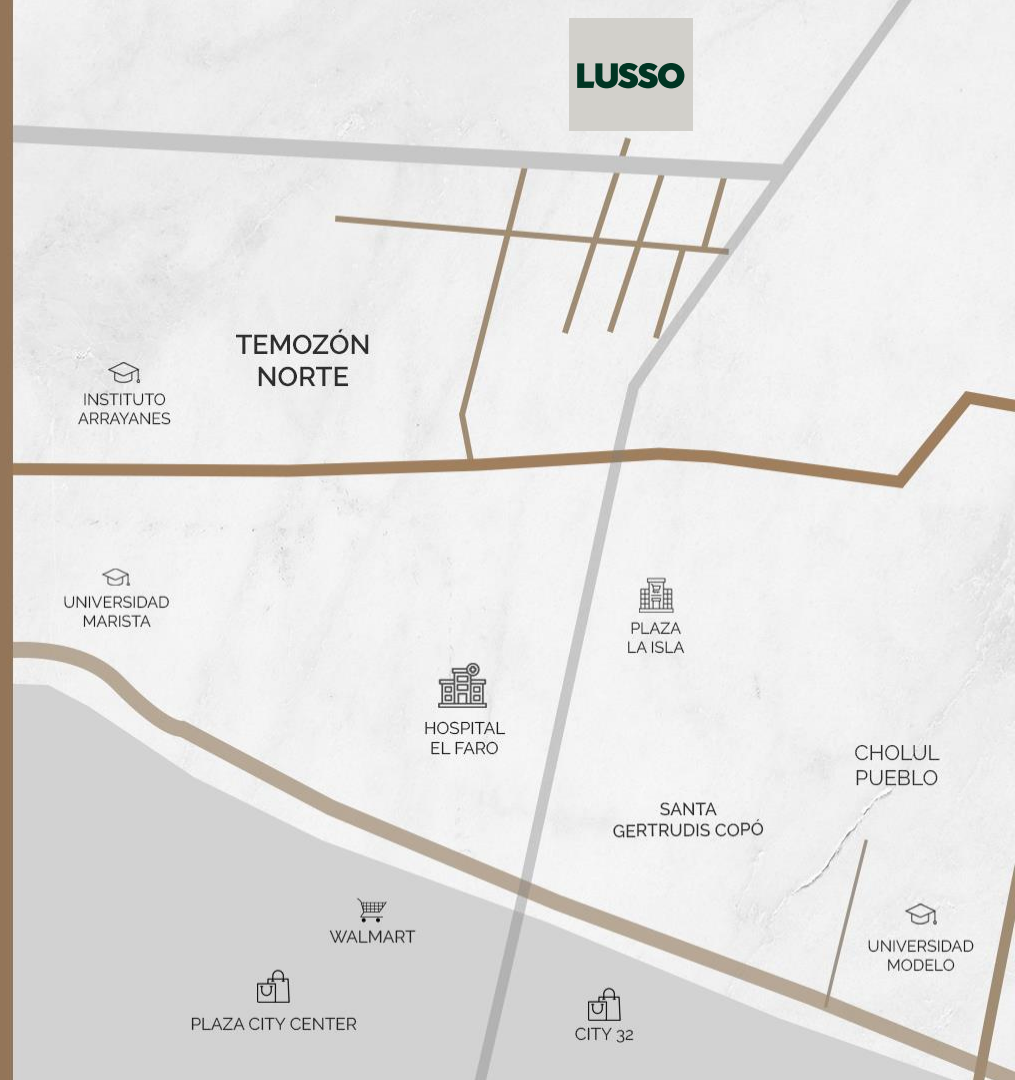 LUSSO
TEMOZÓN
NORTE
INSTITUTO
ARRAYANES
UNIVERSIDAD
MARISTA
PLAZA
LA ISLA
HOSPITAL
EL FARO
CHOLUL
PUEBLO
SANTA
GERTRUDIS COPÓ
WALMART
UNIVERSIDAD
MODELO
PLAZA CITY CENTER
CITY 32